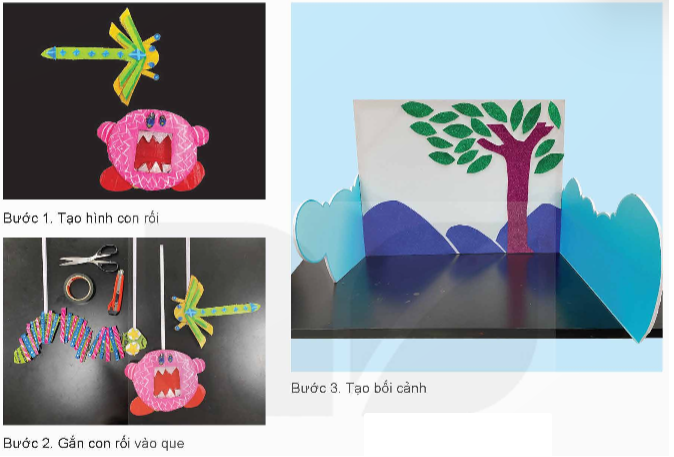 Bước 1. Tạo hình con rối
Bước 2. Gắn con rối vào que
Bước 3. Tạo bối cảnh